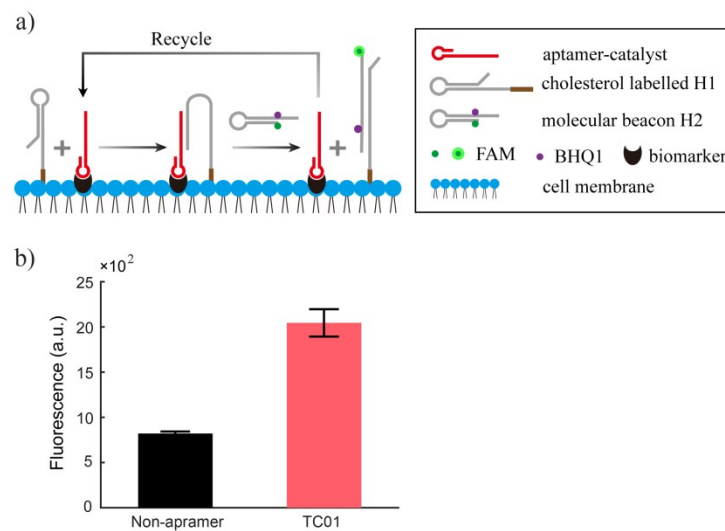 a)
Recycle
aptamer-catalyst
cholesterol labelled H1
molecular beacon H2
FAM
BHQ1
biomarker
cell membrane
b)
×10²
Fluorescence (a.u.)
25
20
10
5
0
Non-apramer
TC01